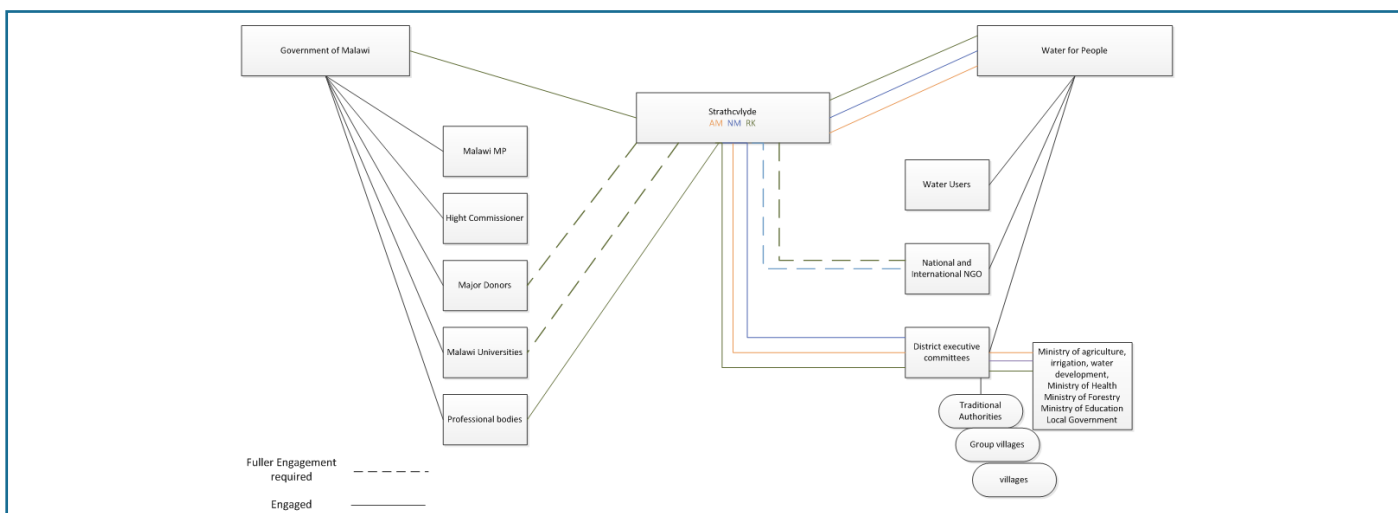 Government of Malawi
Water for People
Strathcvlyde
AM NM RK
Malawi MP
Water Users
Hight Commissioner
National and
International NGO
Major Donors
Malawi Universities
District executive
committees
Ministry of agriculture,
irrigation, water
development,
Ministry of Health
Ministry of Forestry
Ministry of Education
Local Government
Traditional
Authorities
Professional bodies
Group villages
villages
Fuller Engagement
required
Engaged